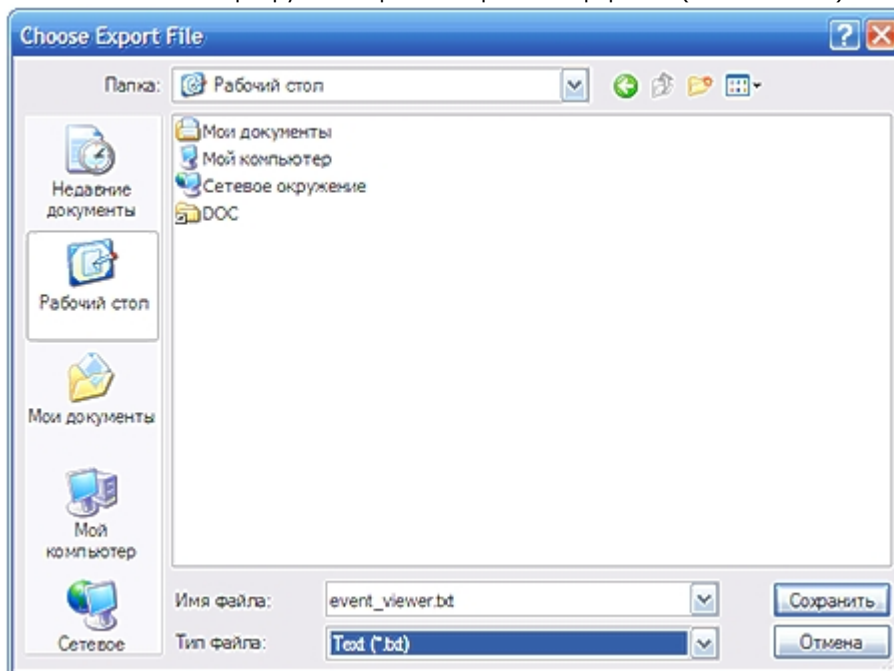 Choose Export File
Папка:
Рабочий стол
Мои документы
Мой компьютер
Сетевое окружение
DOC
Недавние
документы
Рабочий стол
Мои документы
Мой
компьютер
Сетевое
Имя файла:
event_viewer.txt
Сохранить
Тип файла:
Text (*.txt)
Отмена